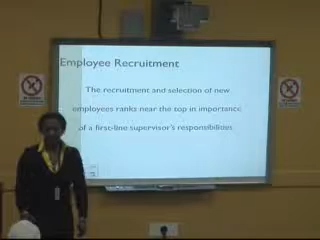 Employee Recruitment
The recruitment and selection of new
employees ranks near the top in importance
of a first-line supervisor's responsibilities